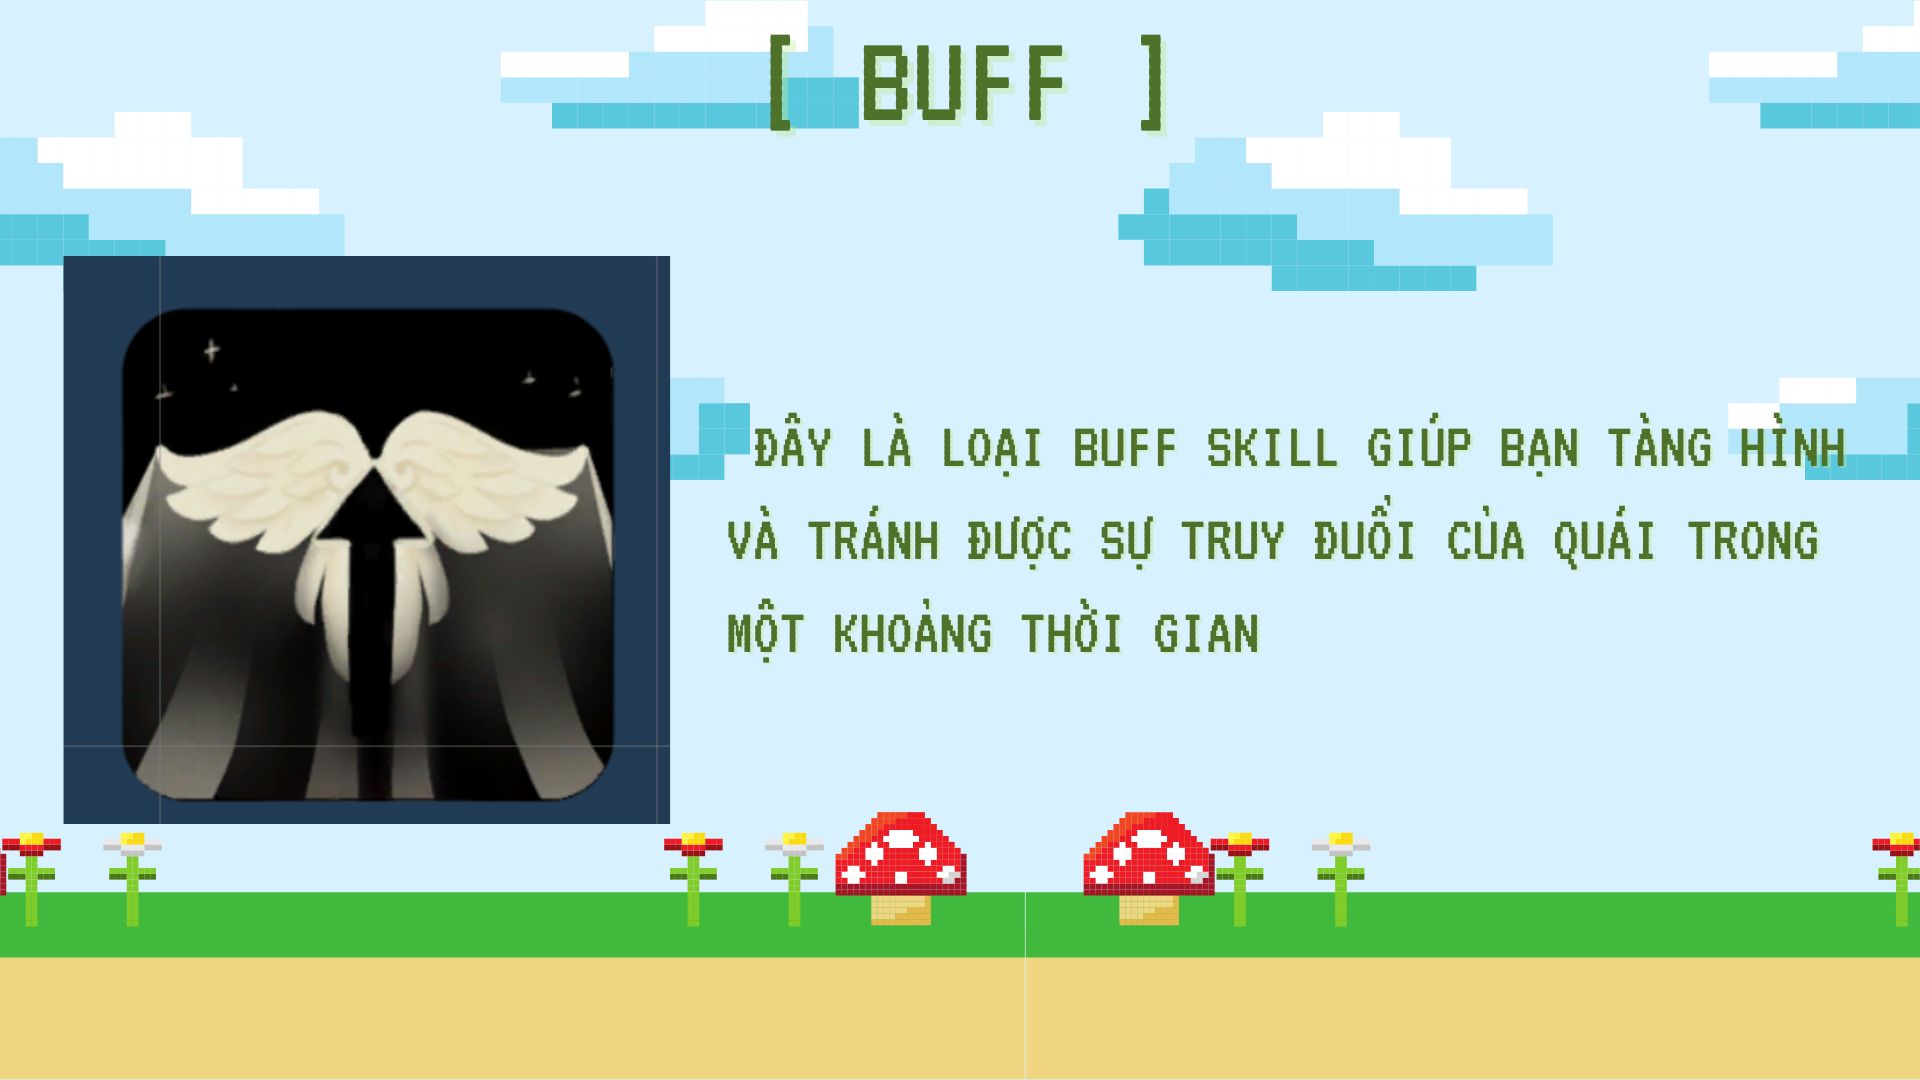 [ BUFF ]
ĐÂY LÀ LOẠI BUFF SKILL GIÚP BẠN TÀNG HÌNH
VÀ TRÁNH ĐƯỢC SỰ TRUY ĐUỔI CỦA QUÁI TRONG
MỘT KHOẢNG THỜI GIAN